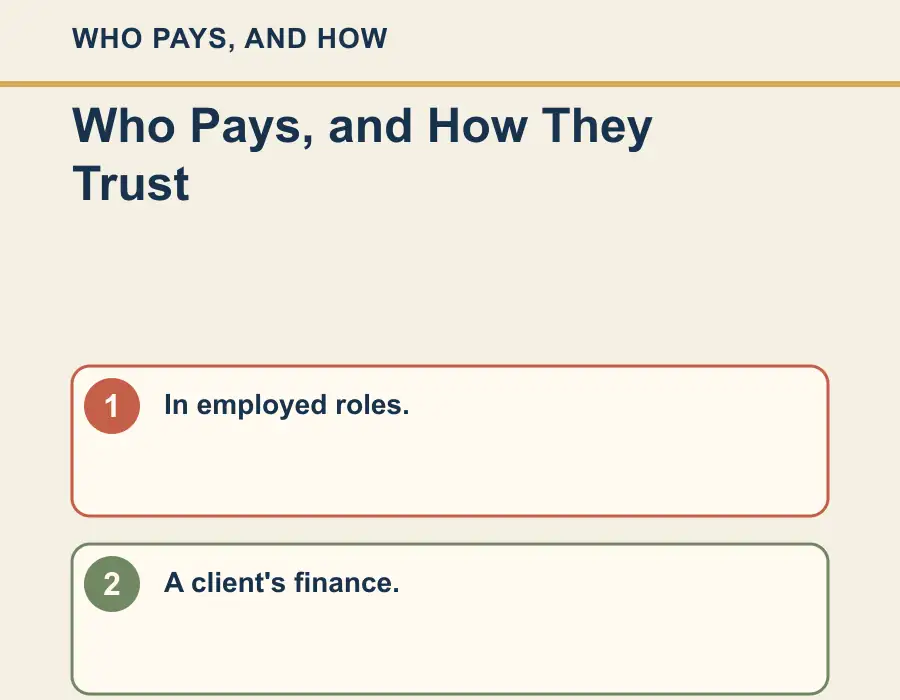 WHO PAYS, AND HOW
Who Pays, and How They
Trust
1
In employed roles.
2
A client's finance.